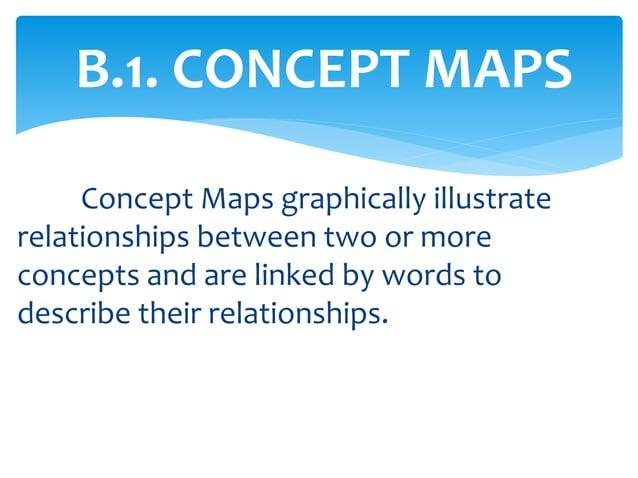 B.1. CONCEPT MAPS
Concept Maps graphically illustrate
relationships between two or more
concepts and are linked by words to
describe their relationships.